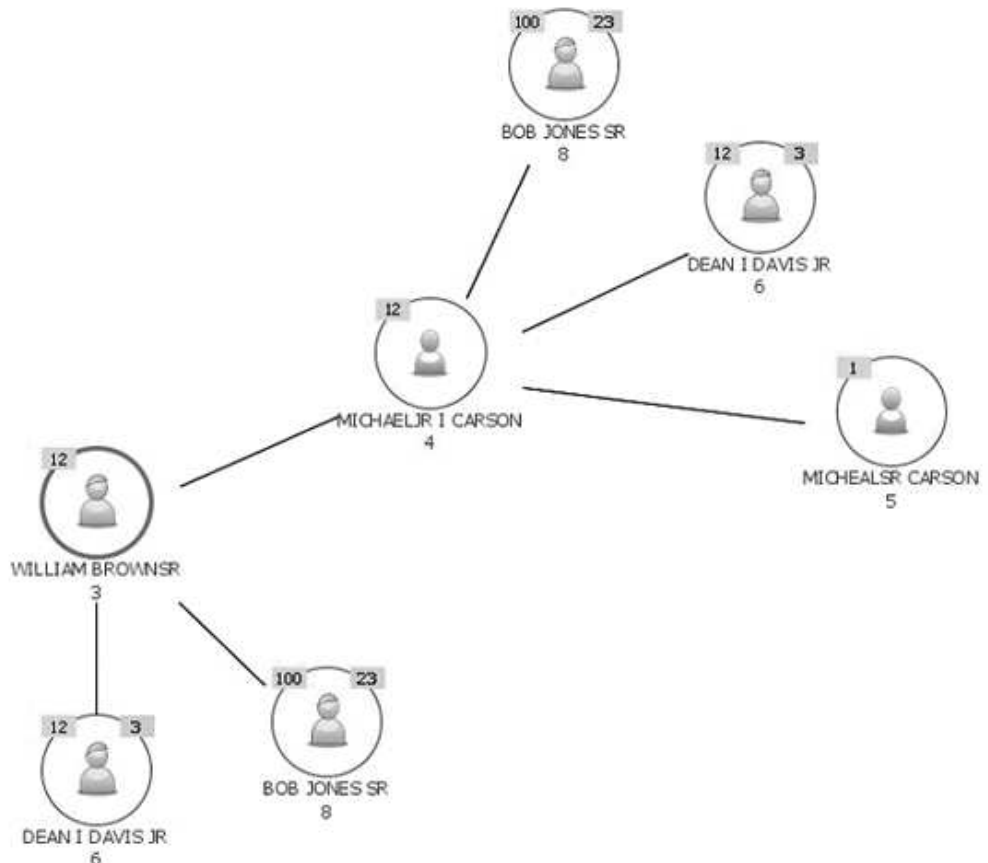 100 23
BOB JONES SR
8
12 3
DEAN I DAVIS JR
6
12
MICHAELJR I CARSON
4
1
MICHEALSR CARSON
5
12
WILLIAM BROWNSR
3
100 23
BOB JONES SR
8
12 3
DEAN I DAVIS JR
6